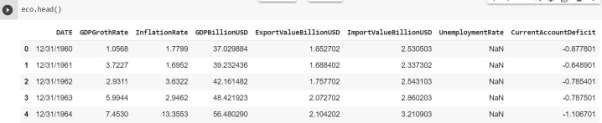 eco.head()
DATE GDPGrothRate InflationRate GDPBillionUSD ExportValueBillionUSD ImportValueBillionUSD UnemploymentRate CurrentAccountDeficit
0 12/31/1960 1.0568 1.7799 37.029884 1.652702 2.530503 NaN -0.877801
1 12/31/1961 3.7227 1.6952 39.232436 1.688402 2.337302 NaN -0.648901
2 12/31/1962 2.9311 3.6322 42.161482 1.757702 2.543103 NaN -0.785401
3 12/31/1963 5.9944 2.9462 48.421923 2.072702 2.860203 NaN -0.787501
4 12/31/1964 7.4530 13.3553 56.480290 2.104202 3.210903 NaN -1.106701